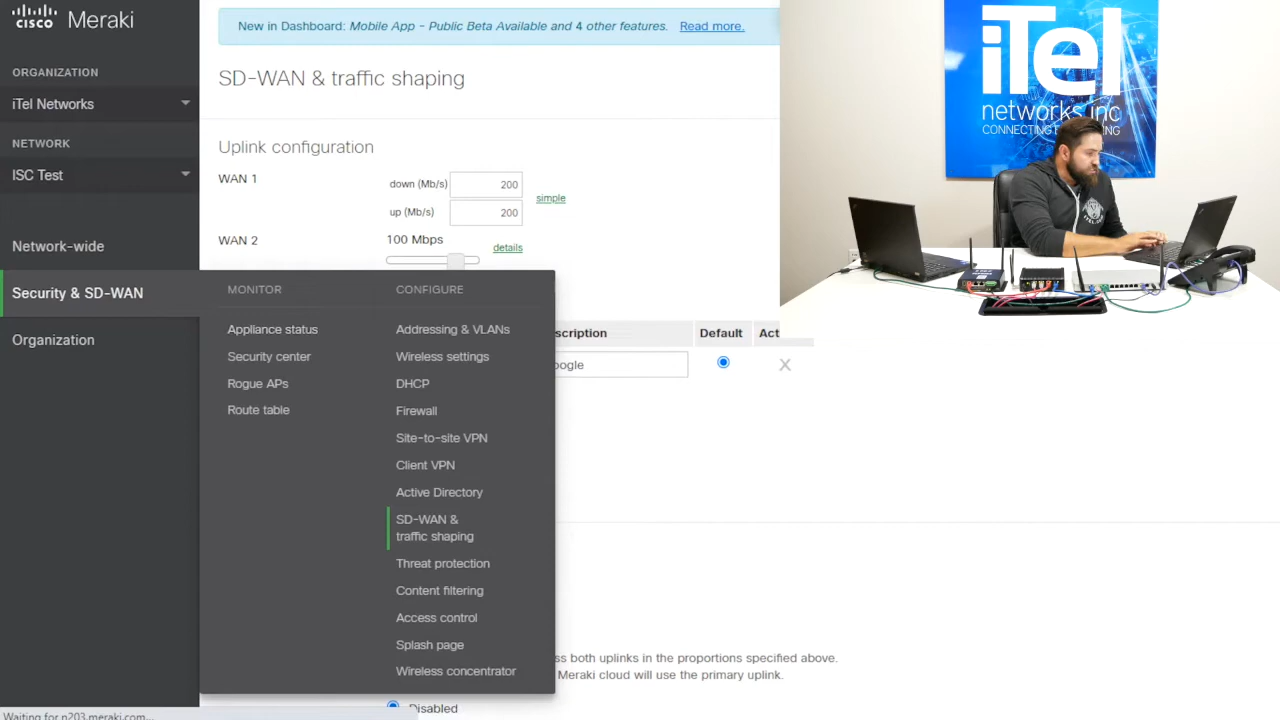 CISCO Meraki
ORGANIZATION
iTel Networks
NETWORK
ISC Test
Network-wide
Security & SD-WAN
Organization
New in Dashboard: Mobile App - Public Beta Available and 4 other features. Read more.
SD-WAN & traffic shaping
Uplink configuration
WAN 1
down (Mb/s) 200
up (Mb/s) 200
simple
WAN 2
100 Mbps
details
MONITOR
Appliance status
Security center
Rogue APs
Route table
CONFIGURE
Addressing & VLANs
Wireless settings
DHCP
Firewall
Site-to-site VPN
Client VPN
Active Directory
SD-WAN &
traffic shaping
Threat protection
Content filtering
Access control
Splash page
Wireless concentrator
scription Default Act
oogle X
ss both uplinks in the proportions specified above.
Meraki cloud will use the primary uplink.
Disabled
Waiting for n203.meraki.com...
iTel
networks inc